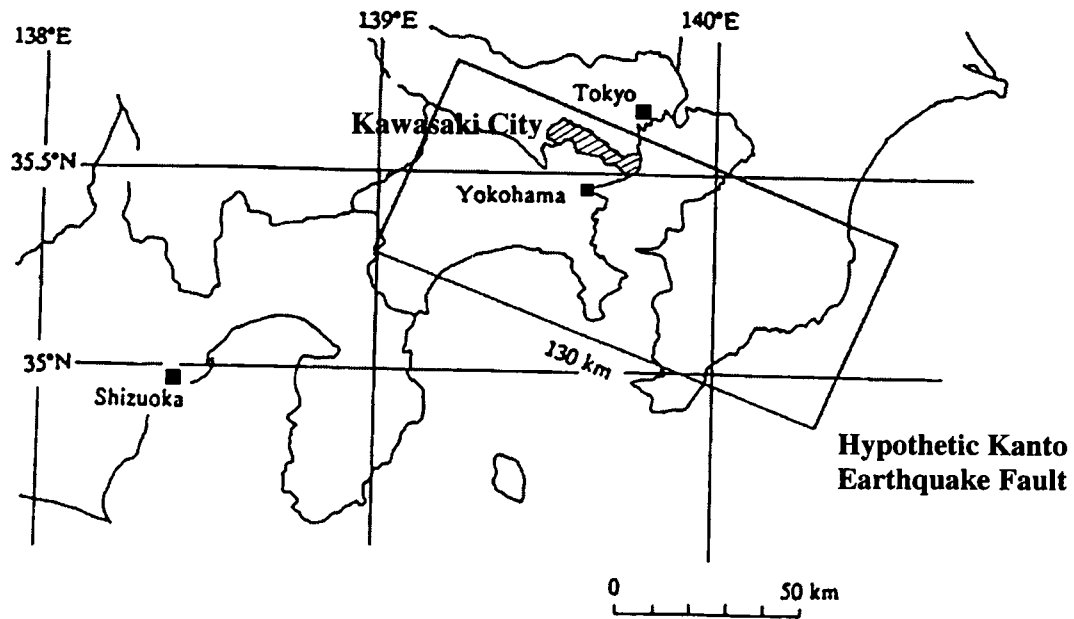 138°E
139°E
140°E
Tokyo
Kawasaki City
35.5°N
Yokohama
130 km
35°N
Shizuoka
Hypothetic Kanto
Earthquake Fault
0 50 km